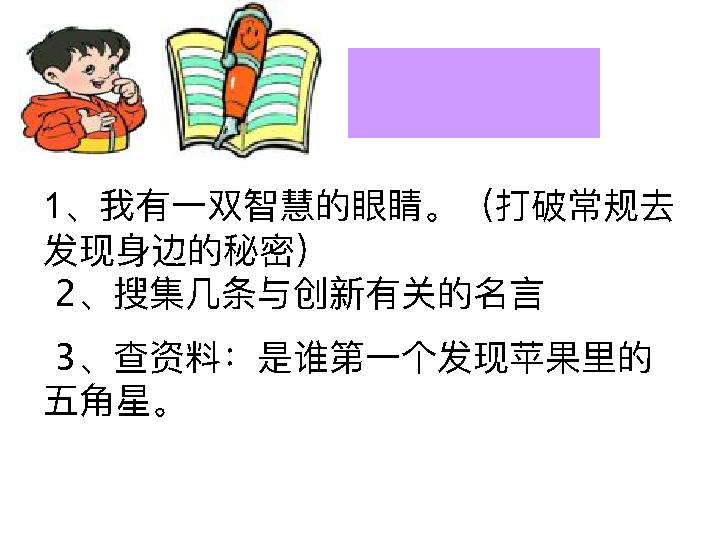 1、我有一双智慧的眼睛。（打破常规去
发现身边的秘密）
2、搜集几条与创新有关的名言
3、查资料：是谁第一个发现苹果里的
五角星。